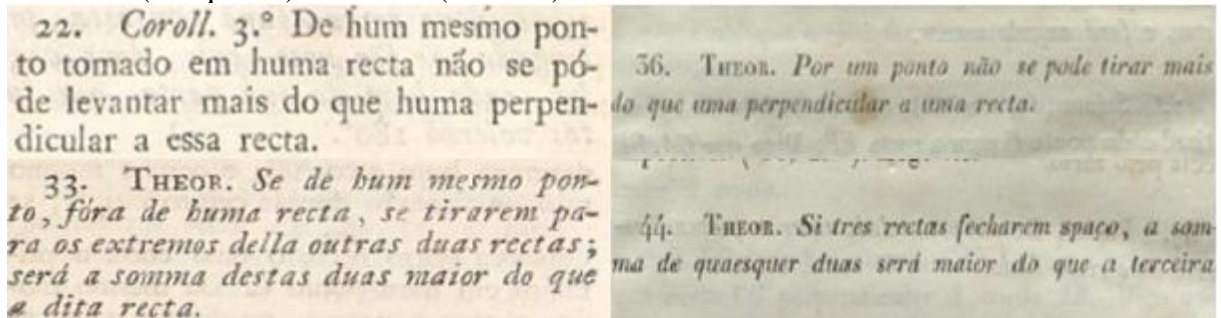 22. Coroll. 3.º De hum mesmo pon-
to tomado em huma recta não se pó-
de levantar mais do que huma perpen-
dicular a essa recta.
33. THEOR. Se de hum mesmo pon-
to, fóra de huma recta, se tirarem pa-
ra os extremos della outras duas rectas;
será a somma destas duas maior do que
a dita recta.
36. THEOR. Por um ponto não se pode tirar mais
do que uma perpendicular a uma recta.
44. THEOR. Si tres rectas fecharem spaço, a som-
ma de quaesquer duas será maior do que a terceira